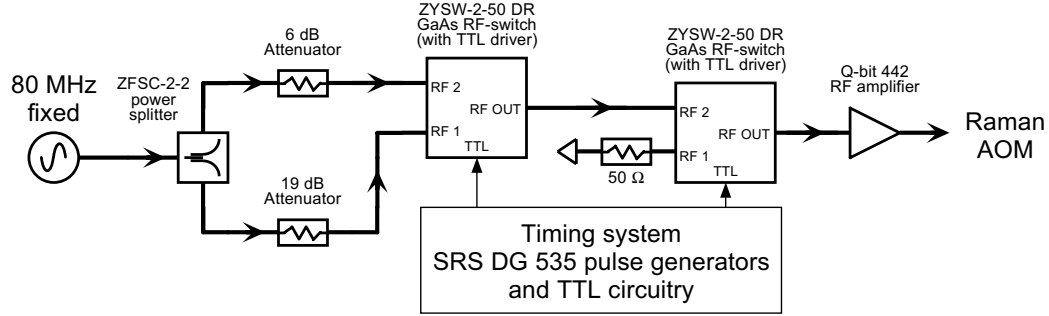 80 MHz
fixed
ZFSC-2-2
power
splitter
6 dB
Attenuator
19 dB
Attenuator
ZYSW-2-50 DR
GaAs RF-switch
(with TTL driver)
RF 2
RF OUT
RF 1
TTL
ZYSW-2-50 DR
GaAs RF-switch
(with TTL driver)
RF 2
RF OUT
RF 1
TTL
50 Ω
Q-bit 442
RF amplifier
Raman
AOM
Timing system
SRS DG 535 pulse generators
and TTL circuitry